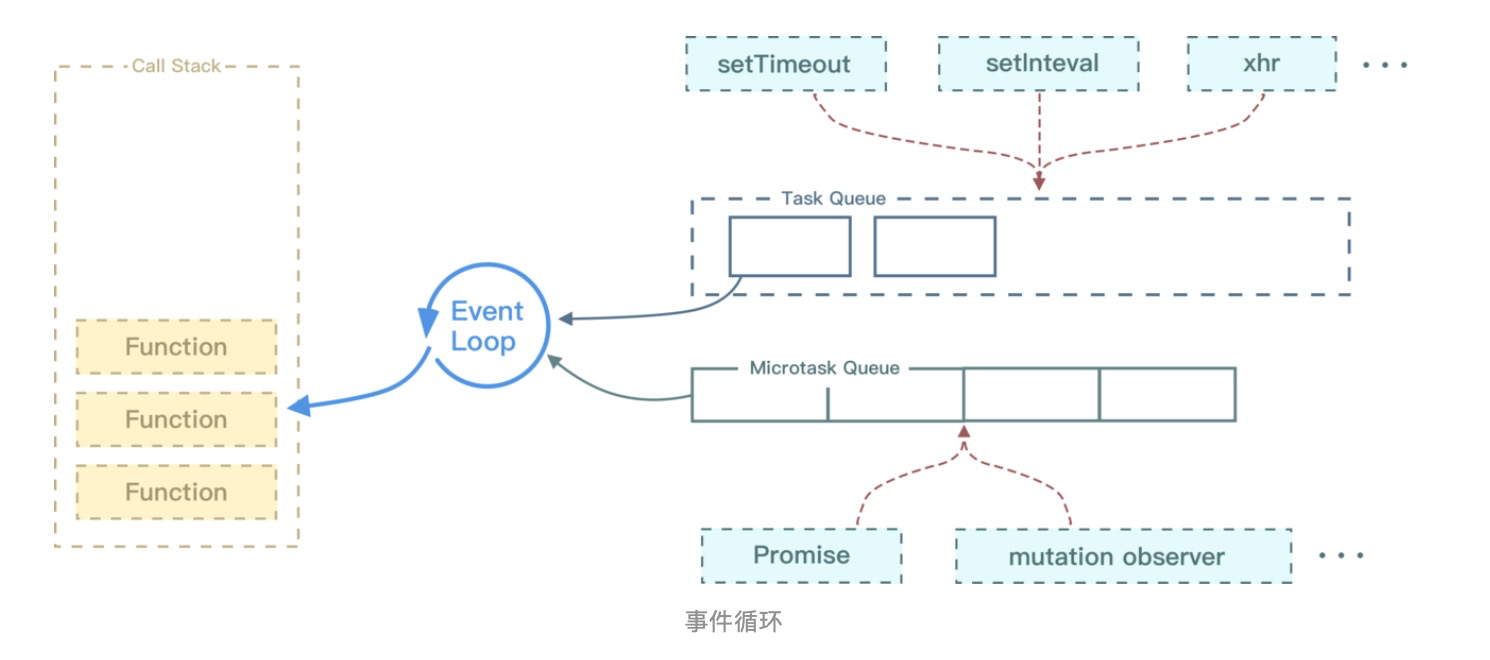 Call Stack
setTimeout
setInteval
xhr
...
Task Queue
Event
Loop
Function
Function
Function
Microtask Queue
Promise
mutation observer
...
事件循环